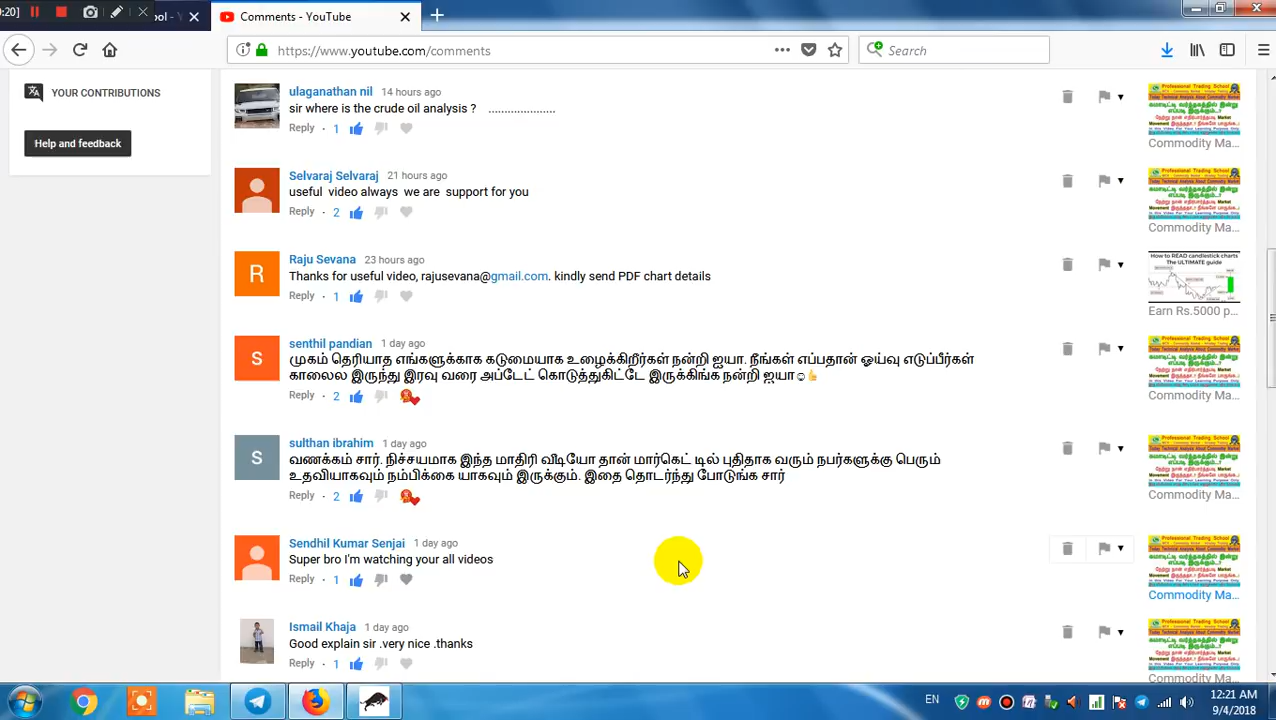 :20)
ol - Yo
Comments - YouTube
https://www.youtube.com/comments
Search
YOUR CONTRIBUTIONS
Help and feedback
ulaganathan nil 14 hours ago
sir where is the crude oil analysis ? .....................
Reply · 1
Commodity Ma...
Selvaraj Selvaraj 21 hours ago
useful video always we are support for you
Reply · 2
Commodity Ma...
Raju Sevana 23 hours ago
Thanks for useful video, rajusevana@gmail.com. kindly send PDF chart details
Reply · 1
How to READ candlestick charts
The ULTIMATE guide
Earn Rs.5000 p...
senthil pandian 1 day ago
முகம் தெரியாத எங்களுக்காக கடுமையாக உழைக்கிறீர்கள் நன்றி ஐயா. நீங்கள் எப்பதான் ஓய்வு எடுப்பீர்கள்
காலைல இருந்து இரவு வரை அப்டேட் கொடுத்துகிட்டே இருக்கிங்க நன்றி ஐயா☺👍
Reply · 2
Commodity Ma...
sulthan ibrahim 1 day ago
வணக்கம் சார். நிச்சயமாக இந்த மாதிரி வீடியோ தான் மார்கெட் டில் புதிதாக வரும் நபர்களுக்கு பெரும்
உதவியாகவும் நம்பிக்கை யாகவும் இருக்கும். இதை தொடர்ந்து போடுங்க சார்
Reply · 2
Commodity Ma...
Sendhil Kumar Senjai 1 day ago
Super bro I'm watching your all videos
Reply · 1
Commodity Ma...
Ismail Khaja 1 day ago
Good explain sir .very nice .thanks
Reply · 1
Professional Trading School
Commodity Ma...
EN
12:21 AM
9/4/2018